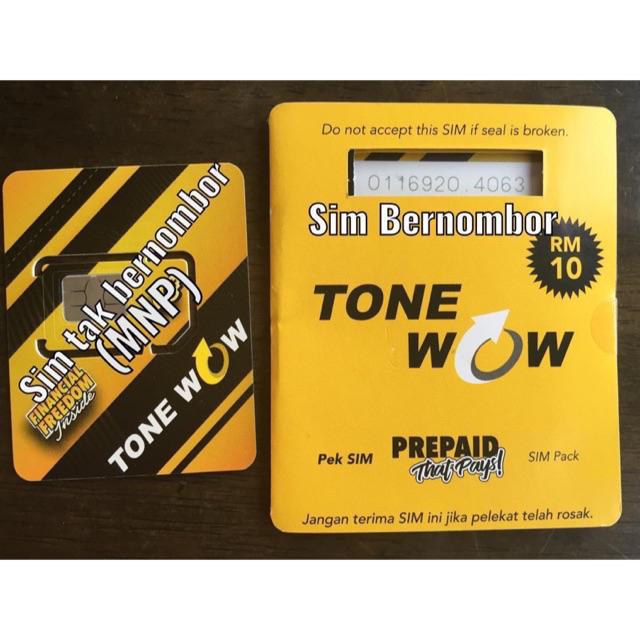 Sim tak bernombor
(MNP)
FINANCIAL
FREEDOM
Inside
TONE WOW
Do not accept this SIM if seal is broken.
0116920.4063
Sim Bernombor
RM
10
TONE
WOW
Pek SIM
PREPAID
That Pays!
SIM Pack
Jangan terima SIM ini jika pelekat telah rosak.